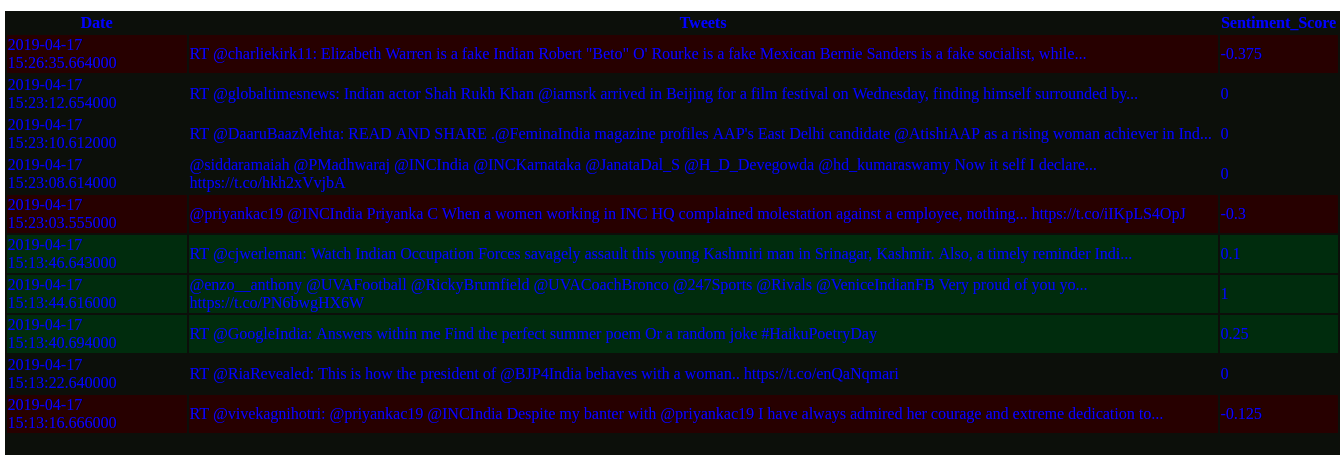 Date Tweets Sentiment_Score
2019-04-17
15:26:35.664000
RT @charliekirk11: Elizabeth Warren is a fake Indian Robert "Beto" O' Rourke is a fake Mexican Bernie Sanders is a fake socialist, while...
-0.375
2019-04-17
15:23:12.654000
RT @globaltimesnews: Indian actor Shah Rukh Khan @iamsrk arrived in Beijing for a film festival on Wednesday, finding himself surrounded by...
0
2019-04-17
15:23:10.612000
RT @DaaruBaazMehta: READ AND SHARE .@FeminaIndia magazine profiles AAP's East Delhi candidate @AtishiAAP as a rising woman achiever in Ind...
0
2019-04-17
15:23:08.614000
@siddaramaiah @PMadhwaraj @INCIndia @INCKarnataka @JanataDal_S @H_D_Devegowda @hd_kumaraswamy Now it self I declare...
https://t.co/hkh2xVvjbA
0
2019-04-17
15:23:03.555000
@priyankac19 @INCIndia Priyanka C When a women working in INC HQ complained molestation against a employee, nothing... https://t.co/iIKpLS4OpJ
-0.3
2019-04-17
15:13:46.643000
RT @cjwerleman: Watch Indian Occupation Forces savagely assault this young Kashmiri man in Srinagar, Kashmir. Also, a timely reminder Indi...
0.1
2019-04-17
15:13:44.616000
@UVAFootball @RickyBrumfield @UVACoachBronco @247Sports @Rivals @VeniceIndianFB Very proud of you yo...
https://t.co/PN6hwgHX6W
1
2019-04-17
15:13:40.694000
RT @GoogleIndia: Answers within me Find the perfect summer poem Or a random joke #HaikuPoetryDay
0.25
2019-04-17
15:13:22.640000
RT @RiaRevealed: This is how the president of @BJP4India behaves with a woman.. https://t.co/enQaNqmari
0
2019-04-17
15:13:16.666000
RT @vivekagnihotri: @priyankac19 @INCIndia Despite my banter with @priyankac19 I have always admired her courage and extreme dedication to...
-0.125